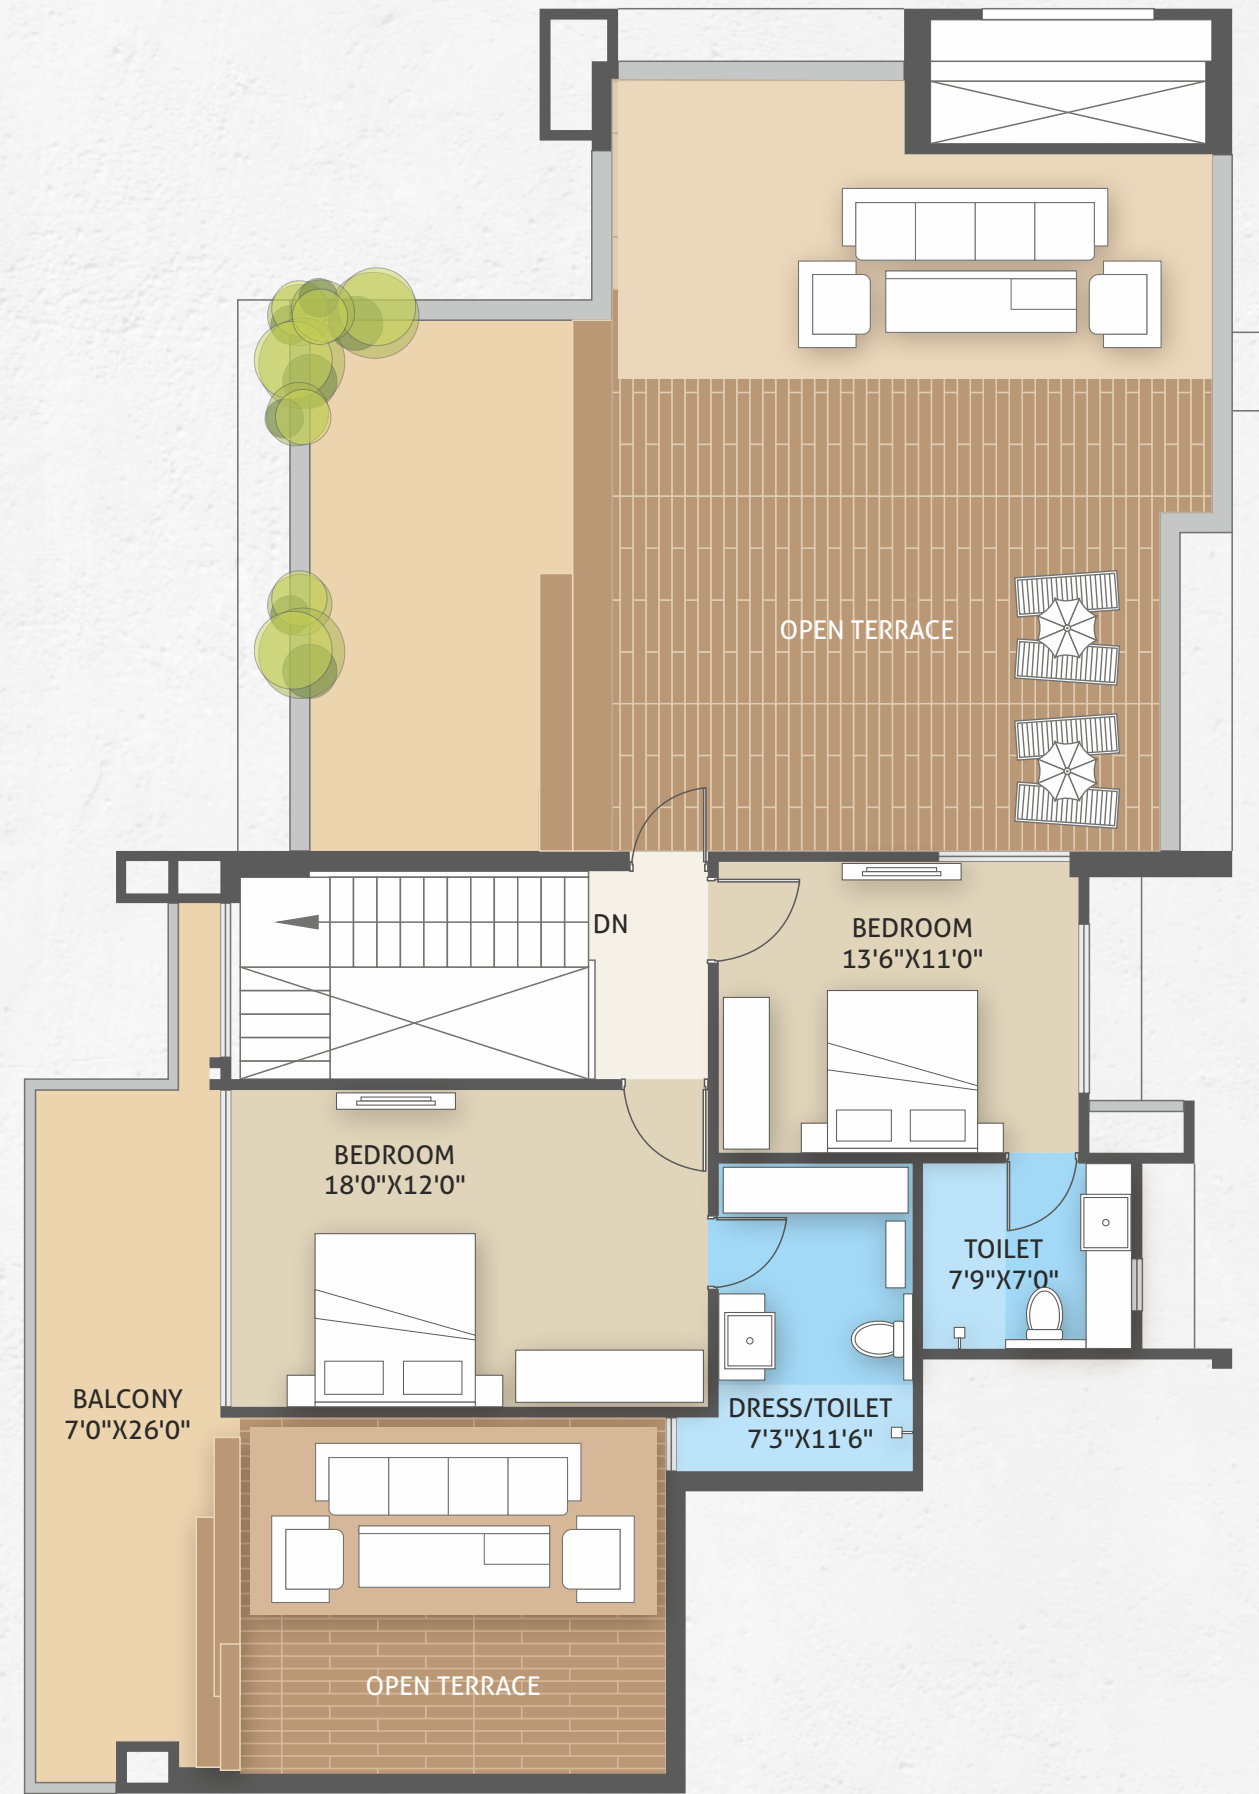 OPEN TERRACE
DN
BEDROOM
13'6"X11'0"
BEDROOM
18'0"X12'0"
TOILET
7'9"X7'0"
BALCONY
7'0"X26'0"
DRESS/TOILET
7'3"X11'6"
OPEN TERRACE